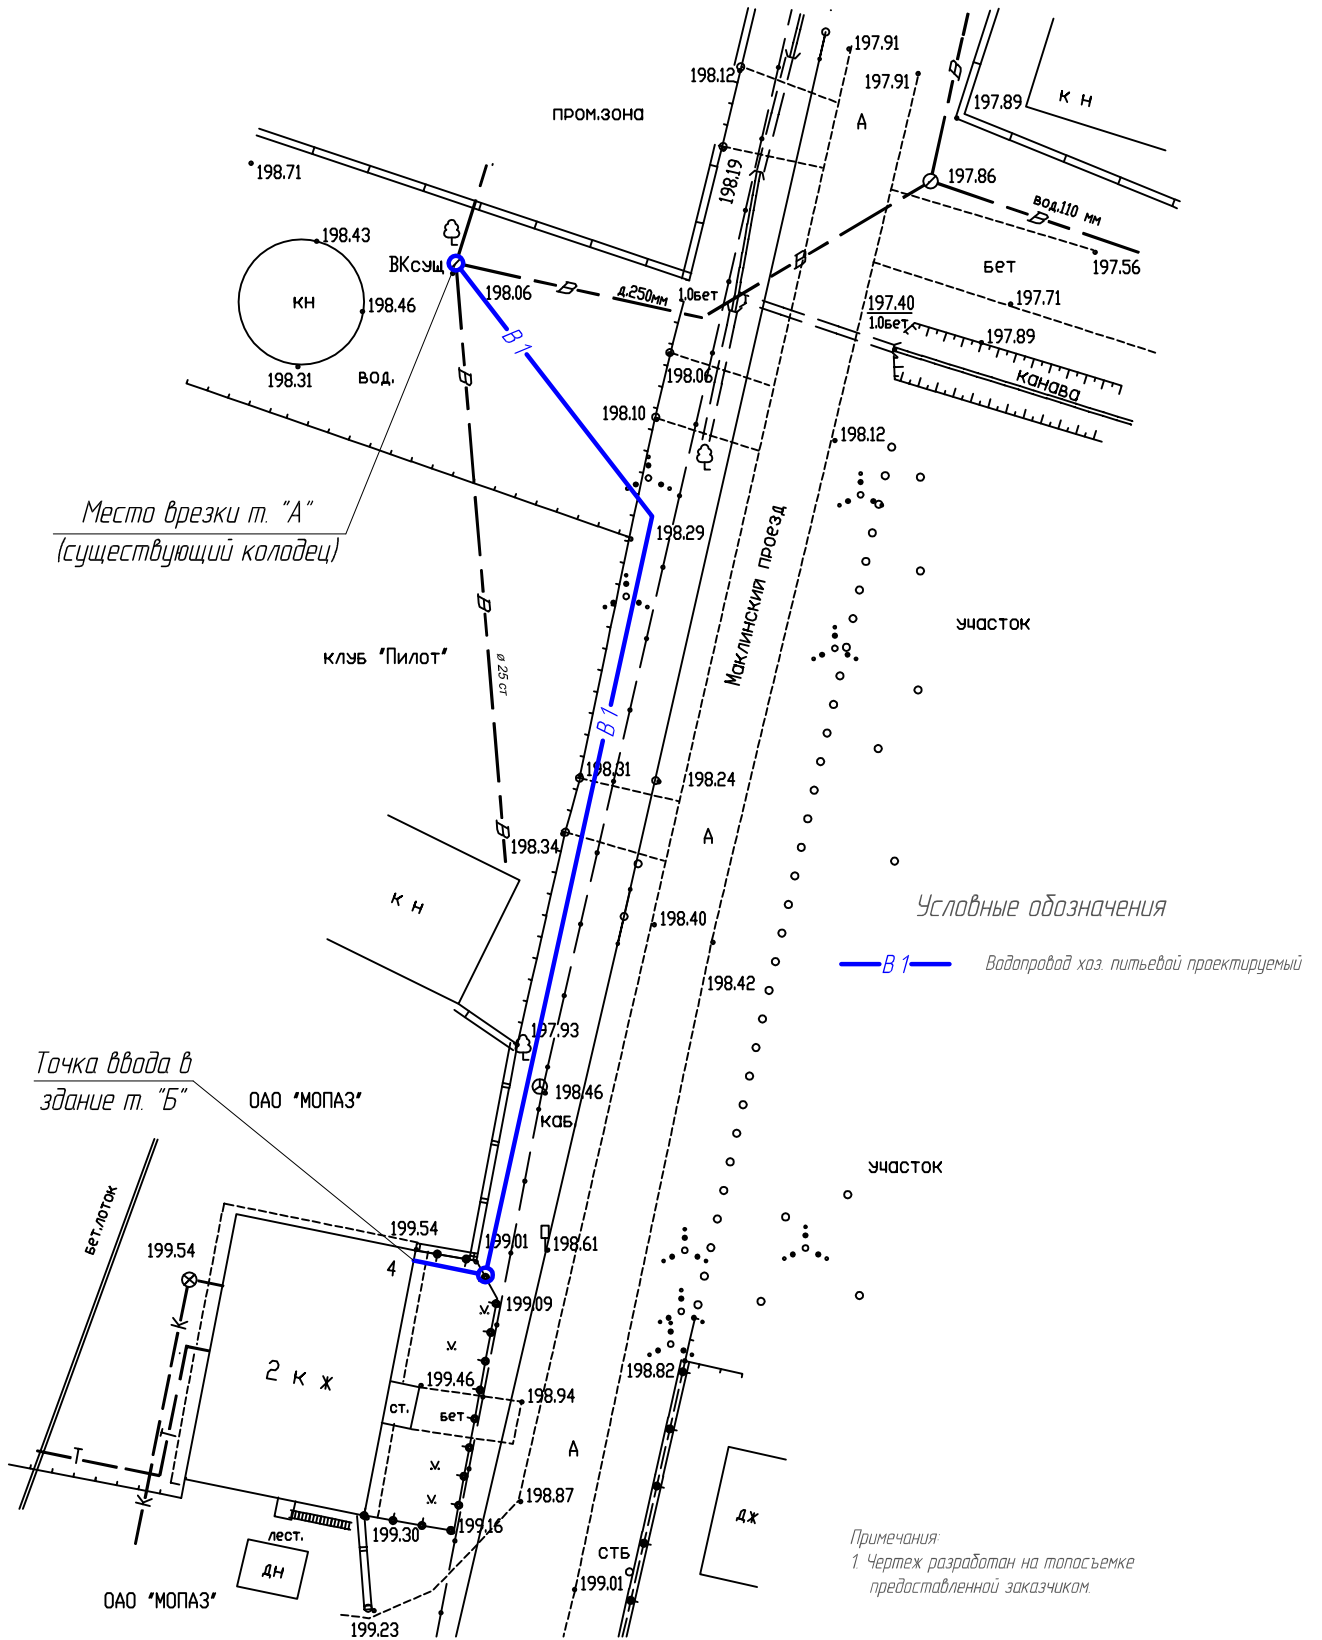 197.91
198.12
197.91
В
197.89
К Н
ПРОМ.ЗОНА
А
198.71
198.19
197.86
вод.110 мм
В
198.43
ВКсущ
В
БЕТ
197.56
КН
198.46
198.06
В
д.250мм
1.0бет
197.40
1.0бет
197.71
197.89
В 1
198.31
ВОД.
В
198.06
КАНАВА
198.10
198.12
Место врезки т. "А"
(существующий колодец)
198.29
Маклинский проезд
В
УЧАСТОК
КЛУБ "Пилот"
ø 25 ст
В 1
198.31
198.24
В
198.34
А
К Н
198.40
Условные обозначения
В 1
Водопровод хоз. питьевой проектируемый
198.42
197.93
Точка ввода в
здание т. "Б"
ОАО "МОПАЗ"
198.46
КАБ.
УЧАСТОК
Бет.лоток
199.54
199.54
199.01
198.61
4
199.09
К
v.
v.
2 К Ж
199.46
198.94
198.82
ст.
БЕТ
Т
Т
А
v.
v.
К
198.87
199.30
199.16
лест.
ДН
ДЖ
СТБ
199.01
ОАО "МОПАЗ"
199.23
Примечания:
1. Чертеж разработан на топосъемке
предоставленной заказчиком.